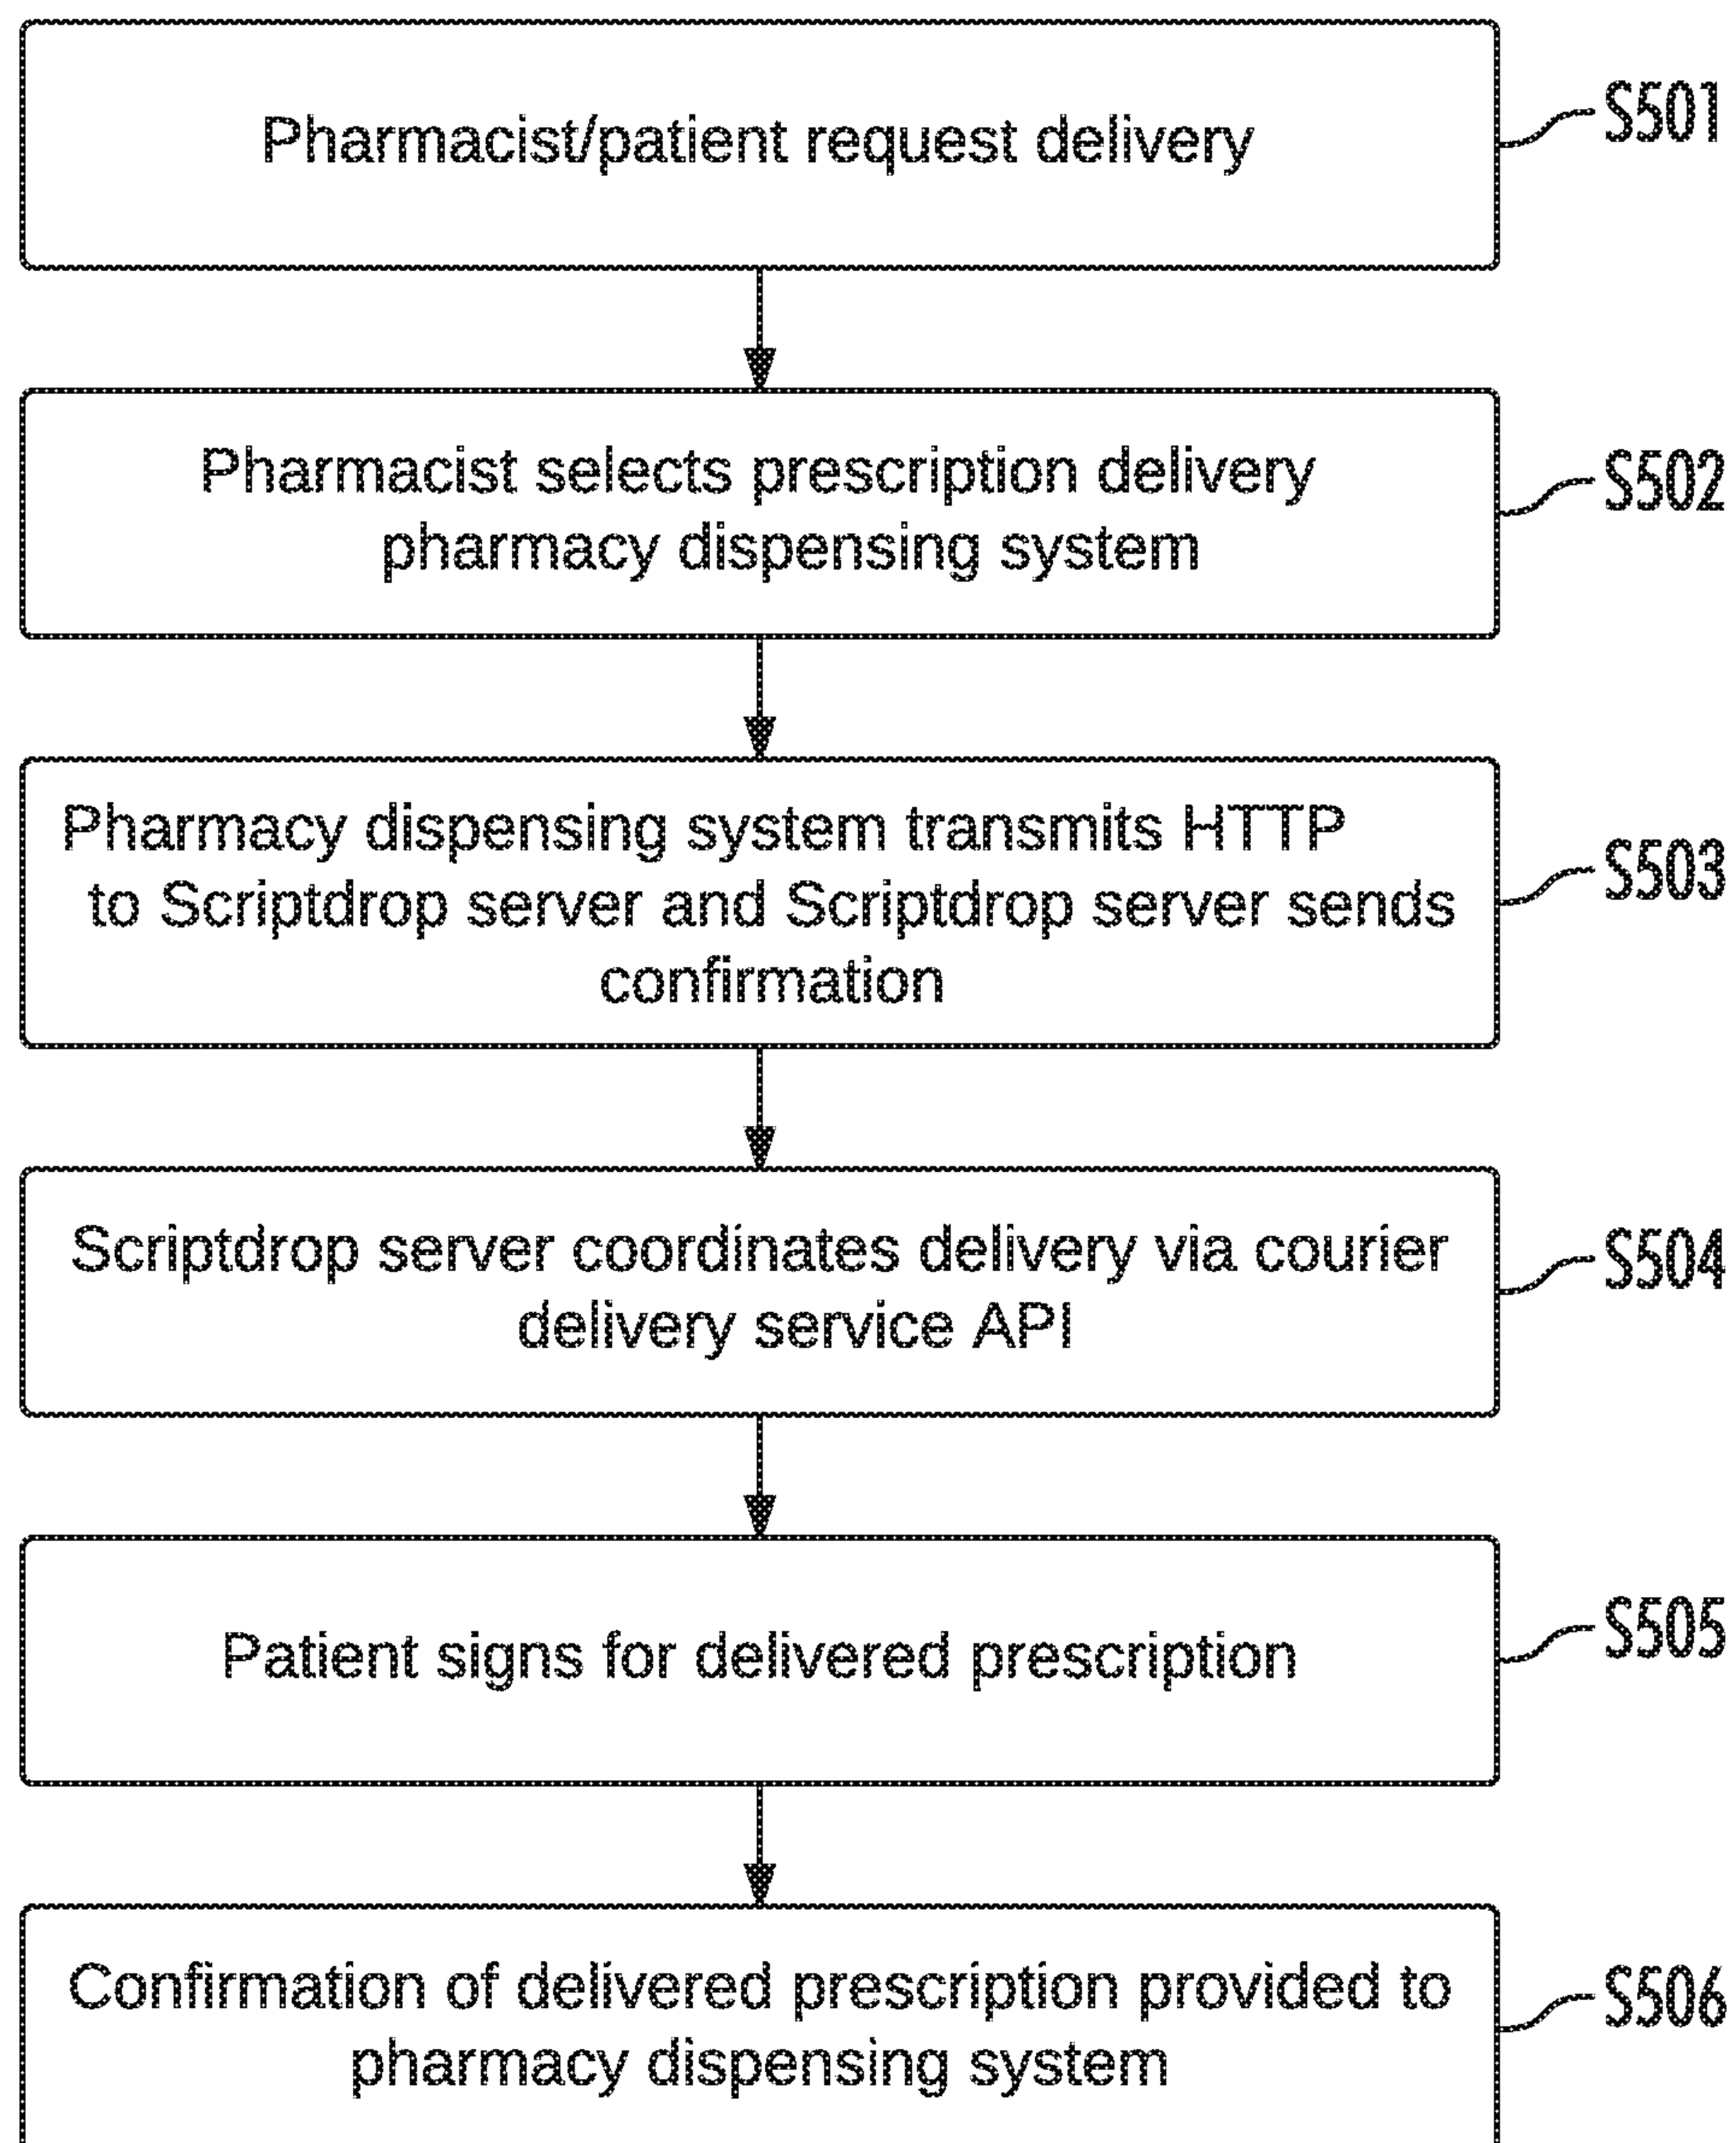 Pharmacist/patient request delivery
S501
Pharmacist selects prescription delivery
pharmacy dispensing system
S502
Pharmacy dispensing system transmits HTTP
to Scriptdrop server and Scriptdrop server sends
confirmation
S503
Scriptdrop server coordinates delivery via courier
delivery service API
S504
Patient signs for delivered prescription
S505
Confirmation of delivered prescription provided to
pharmacy dispensing system
S506